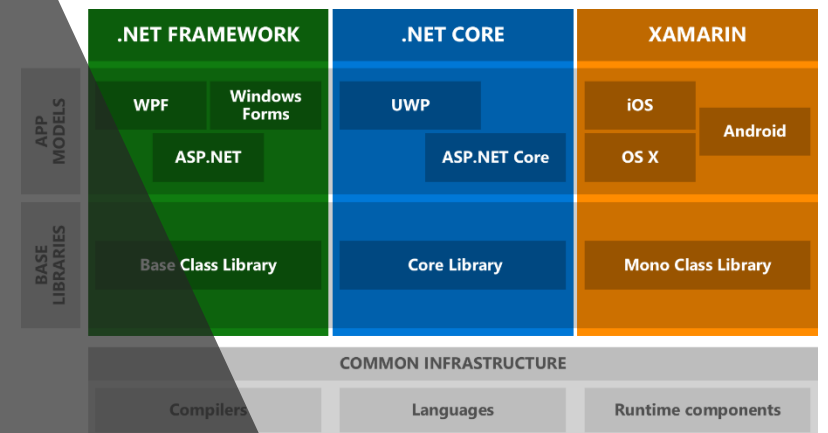 .NET FRAMEWORK
.NET CORE
XAMARIN
APP
MODELS
WPF
Windows
Forms
ASP.NET
UWP
ASP.NET Core
iOS
Android
OS X
BASE
LIBRARIES
Base Class Library
Core Library
Mono Class Library
COMMON INFRASTRUCTURE
Compilers
Languages
Runtime components